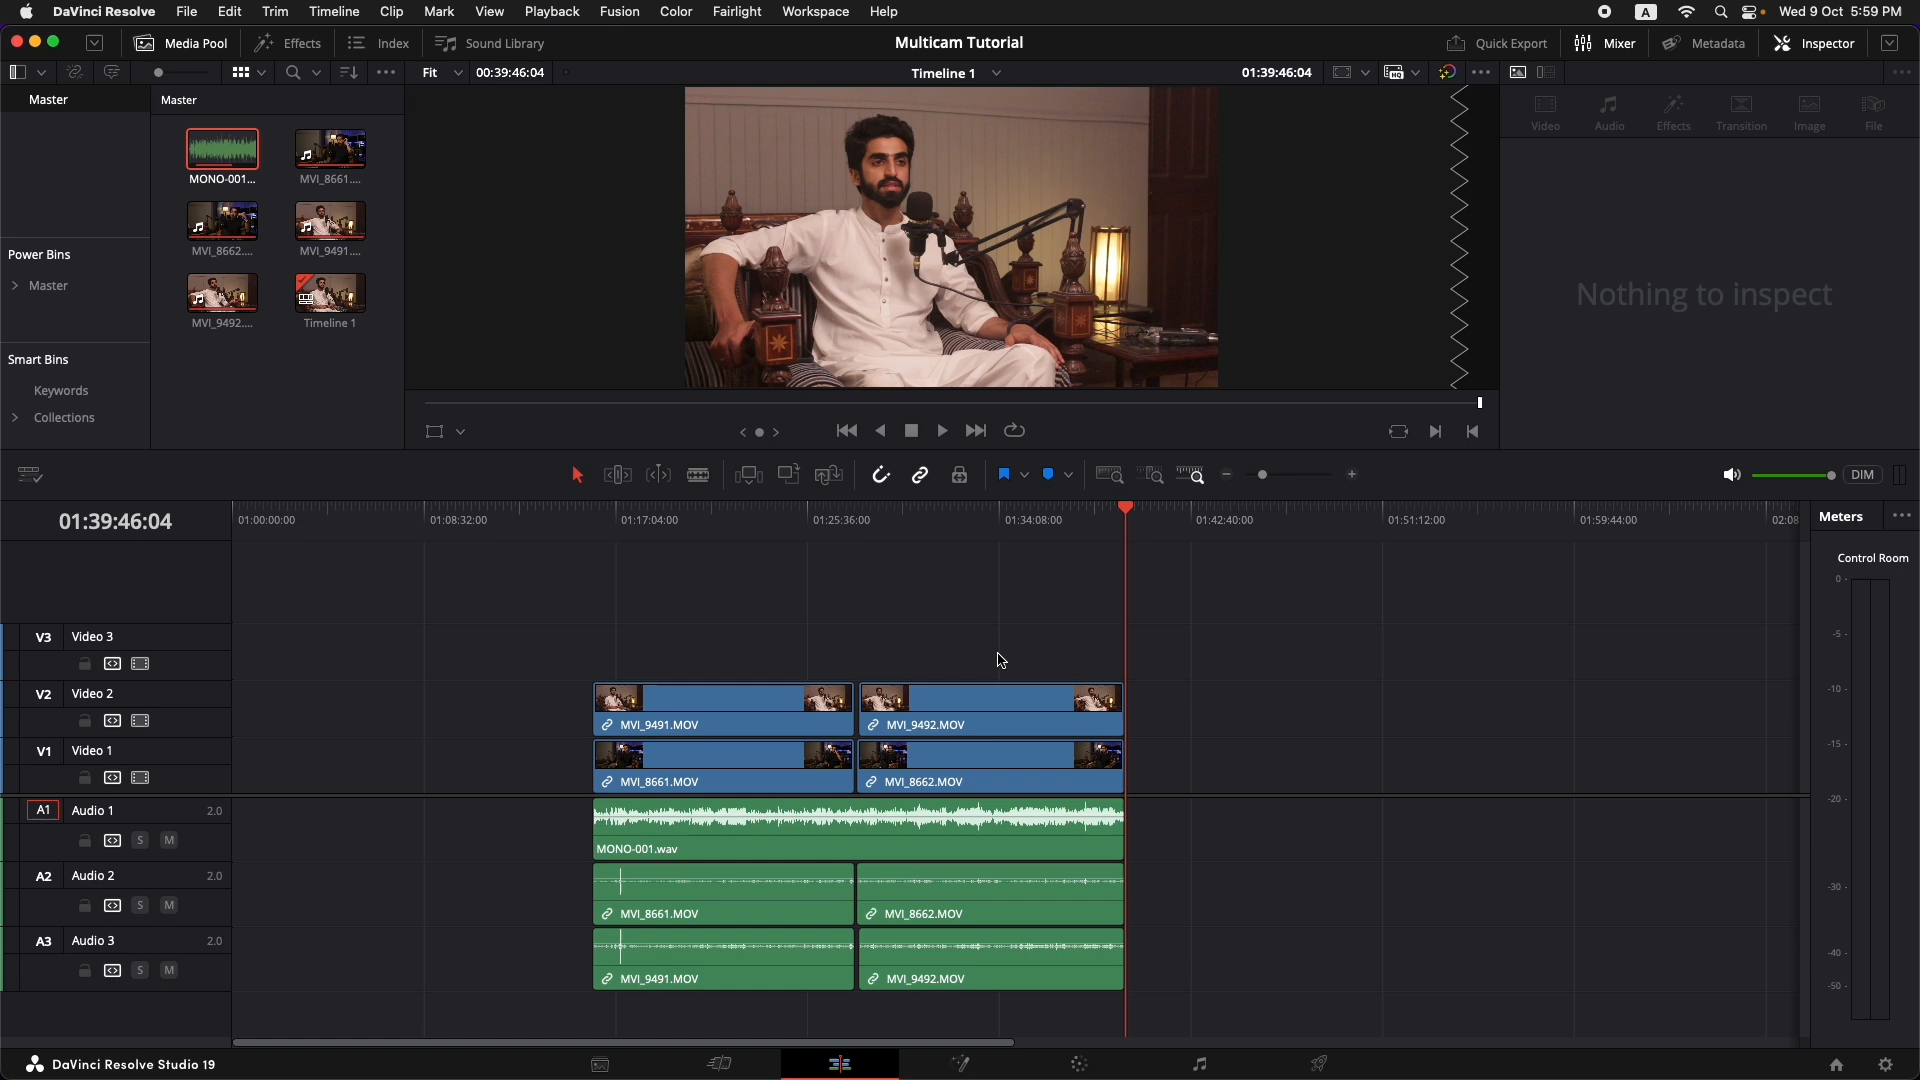 DaVinci Resolve File Edit Trim Timeline Clip Mark View Playback Fusion Color Fairlight Workspace Help A Wed 9 Oct 5:59 PM
Media Pool Effects Index Sound Library Multicam Tutorial Quick Export Mixer Metadata Inspector
Fit 00:39:46:04 Timeline 1 01:39:46:04 HQ
Master
Master
Power Bins
Master
Smart Bins
Keywords
Collections
MONO-001...
MVI_8661....
MVI_8662....
MVI_9491....
MVI_9492....
Timeline 1
Video Audio Effects Transition Image File
Nothing to inspect
DIM
01:39:46:04
01:00:00:00 01:08:32:00 01:17:04:00 01:25:36:00 01:34:08:00 01:42:40:00 01:51:12:00 01:59:44:00 02:08
V3 Video 3
V2 Video 2
MVI_9491.MOV MVI_9492.MOV
V1 Video 1
MVI_8661.MOV MVI_8662.MOV
A1 Audio 1 2.0
S M
MONO-001.wav
A2 Audio 2 2.0
S M
MVI_8661.MOV MVI_8662.MOV
A3 Audio 3 2.0
S M
MVI_9491.MOV MVI_9492.MOV
Meters
Control Room
0 -
-5 -
-10 -
-15 -
-20 -
-30 -
-40 -
-50 -
DaVinci Resolve Studio 19